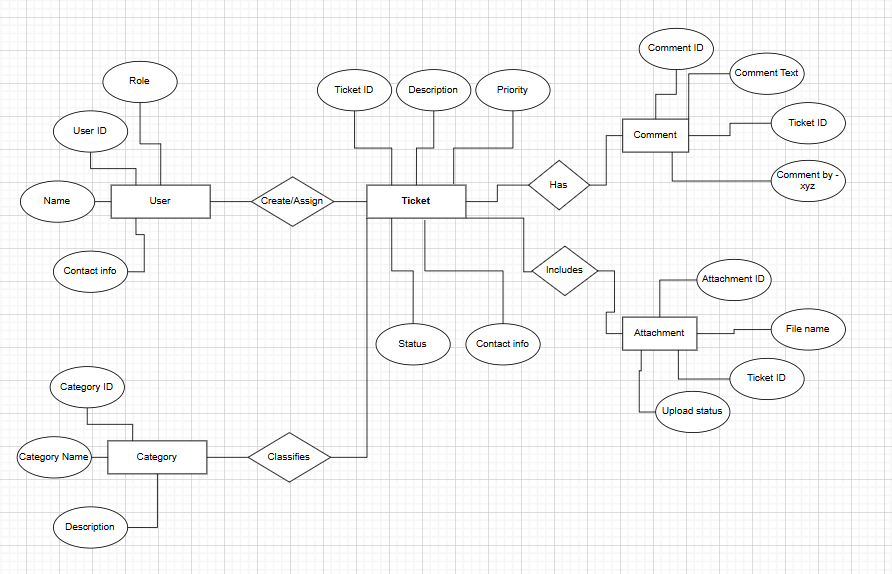 Comment ID
Role
Ticket ID
Description
Priority
Comment Text
User ID
Ticket ID
Comment
Has
Comment by -
xyz
Name
User
Create/Assign
Ticket
Contact info
Includes
Attachment ID
Attachment
File name
Status
Contact info
Ticket ID
Upload status
Category ID
Category Name
Category
Classifies
Description